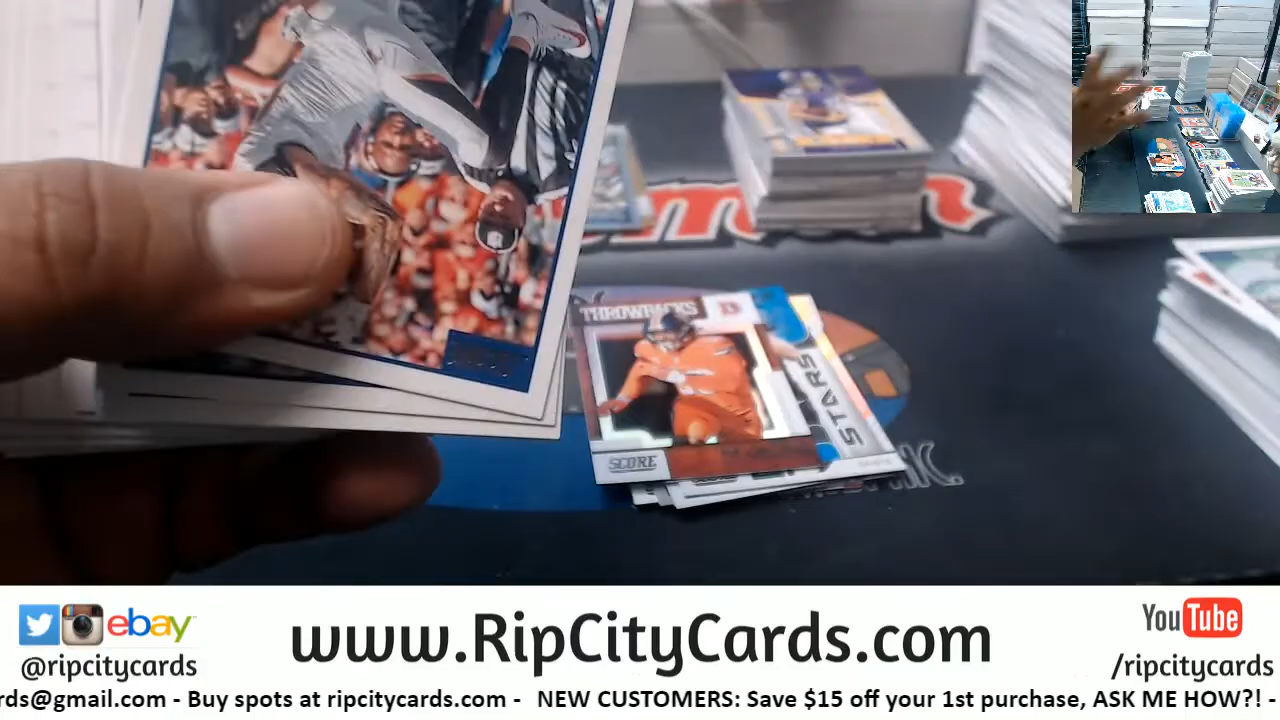 THROWBACKS
STARS
SCORE
ebay
www.RipCityCards.com
You Tube
@ripcitycards
/ripcitycards
rds@gmail.com - Buy spots at ripcitycards.com - NEW CUSTOMERS: Save $15 off your 1st purchase, ASK ME HOW?! -